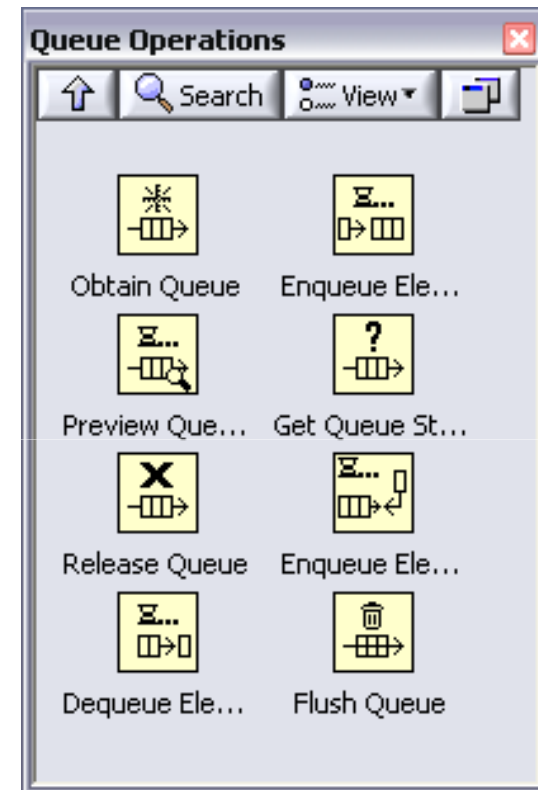 Queue Operations
Search View
Obtain Queue Enqueue Ele...
Preview Que... Get Queue St...
?
Release Queue Enqueue Ele...
Dequeue Ele... Flush Queue